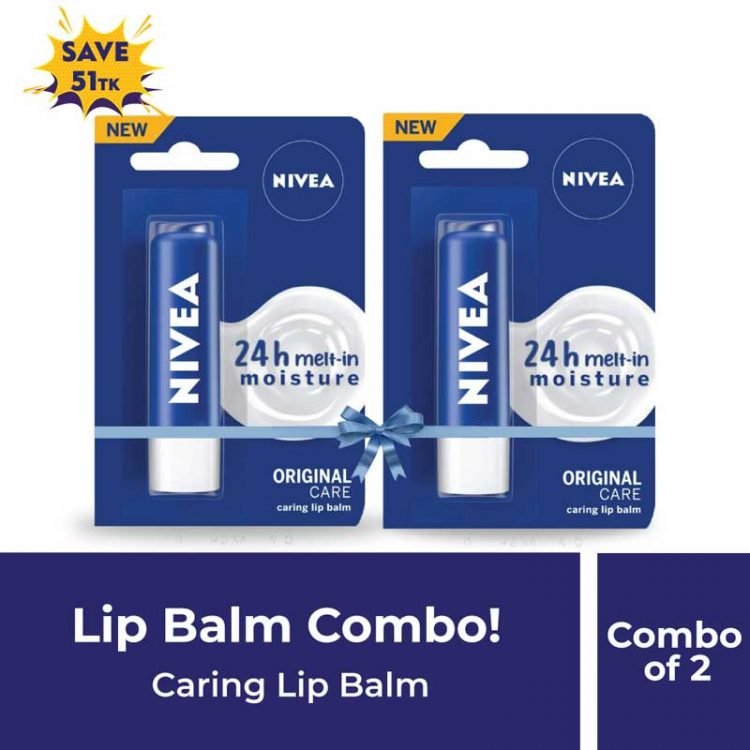 SAVE
51TK
NEW
NIVEA
NIVEA
24h melt-in
moisture
ORIGINAL
CARE
caring lip balm
NEW
NIVEA
NIVEA
24h melt-in
moisture
ORIGINAL
CARE
caring lip balm
Lip Balm Combo!
Caring Lip Balm
Combo
of 2